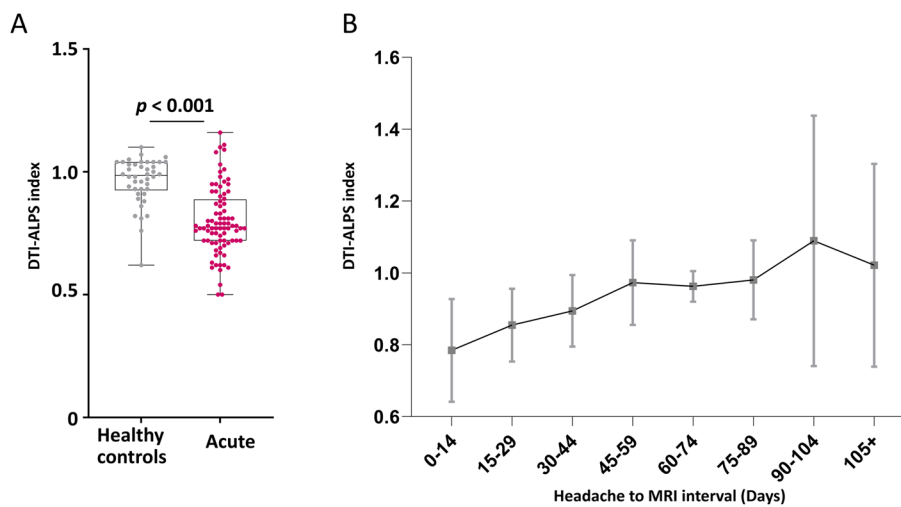 A
B
1.5
1.0
0.5
0
DTI-ALPS index
p < 0.001
Healthy
controls
Acute
1.6
1.4
1.2
1.0
0.8
0.6
DTI-ALPS index
0-14
15-29
30-44
45-59
60-74
75-89
90-104
105+
Headache to MRI interval (Days)